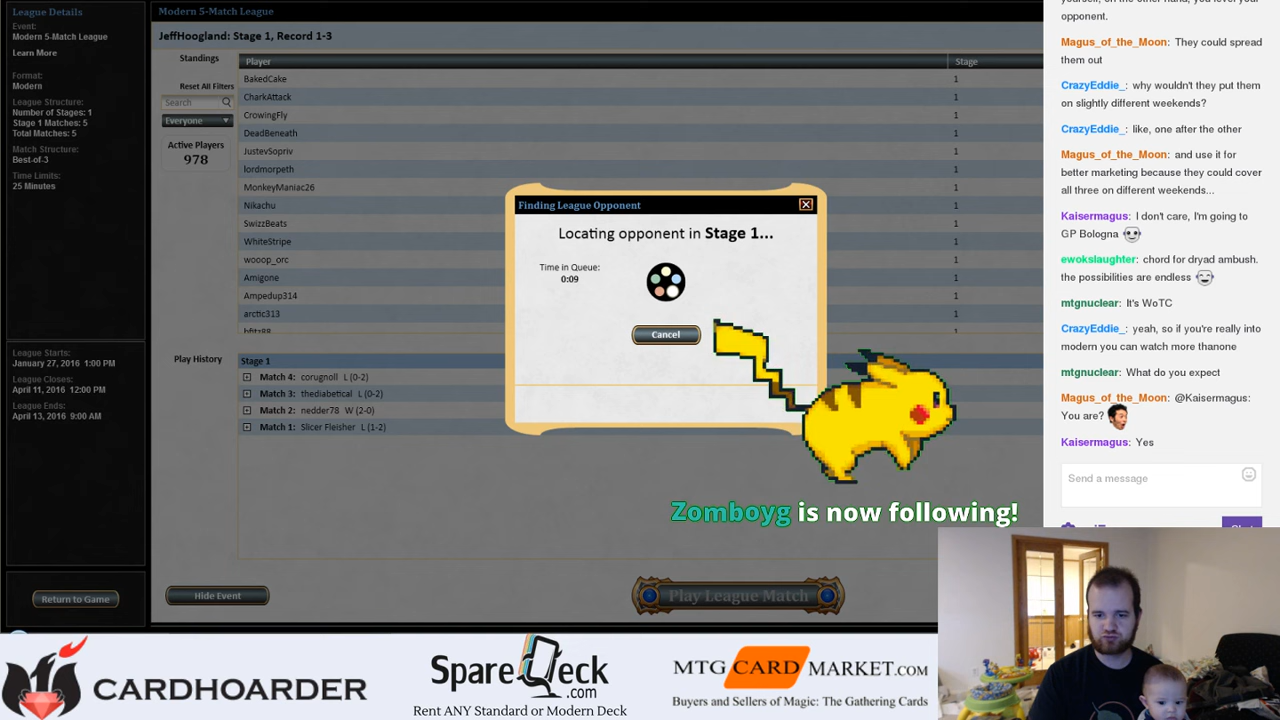 League Details
Event:
Modern 5-Match League
Learn More
Format:
Modern
League Structure:
Number of Stages: 1
Stage 1 Matches: 5
Total Matches: 5
Match Structure:
Best-of-3
Time Limits:
25 Minutes
League Starts:
January 27, 2016 1:00 PM
League Closes:
April 11, 2016 12:00 PM
League Ends:
April 13, 2016 9:00 AM
Return to Game
Modern 5-Match League
JeffHoogland: Stage 1, Record 1-3
Standings
Reset All Filters
Search
Everyone
Active Players
978
Player Stage
BakedCake 1
CharkAttack 1
CrowingFly 1
DeadBeneath 1
JustevSopriv 1
lordmorpeth 1
MonkeyManiac26 1
Nikachu 1
SwizzBeats 1
WhiteStripe 1
wooop_orc 1
Amigone 1
Ampedup314 1
arctic313 1
Play History
Stage 1
Match 4: corugnoll L (0-2)
Match 3: thediabetical L (0-2)
Match 2: nedder78 W (2-0)
Match 1: Slicer Fleisher L (1-2)
Hide Event
Play League Match
Finding League Opponent
Locating opponent in Stage 1...
Time in Queue:
0:09
Cancel
Zomboyg is now following!
opponent.
Magus_of_the_Moon: They could spread
them out
CrazyEddie_: why wouldn't they put them
on slightly different weekends?
CrazyEddie_: like, one after the other
Magus_of_the_Moon: and use it for
better marketing because they could cover
all three on different weekends...
Kaisermagus: I don't care, I'm going to
GP Bologna
ewokslaughter: chord for dryad ambush.
the possibilities are endless
mtgnuclear: It's WoTC
CrazyEddie_: yeah, so if you're really into
modern you can watch more thanone
mtgnuclear: What do you expect
Magus_of_the_Moon: @Kaisermagus:
You are?
Kaisermagus: Yes
Send a message
CARDHOARDER
SpareDeck
.com
Rent ANY Standard or Modern Deck
MTG CARD MARKET.COM
Buyers and Sellers of Magic: The Gathering Cards